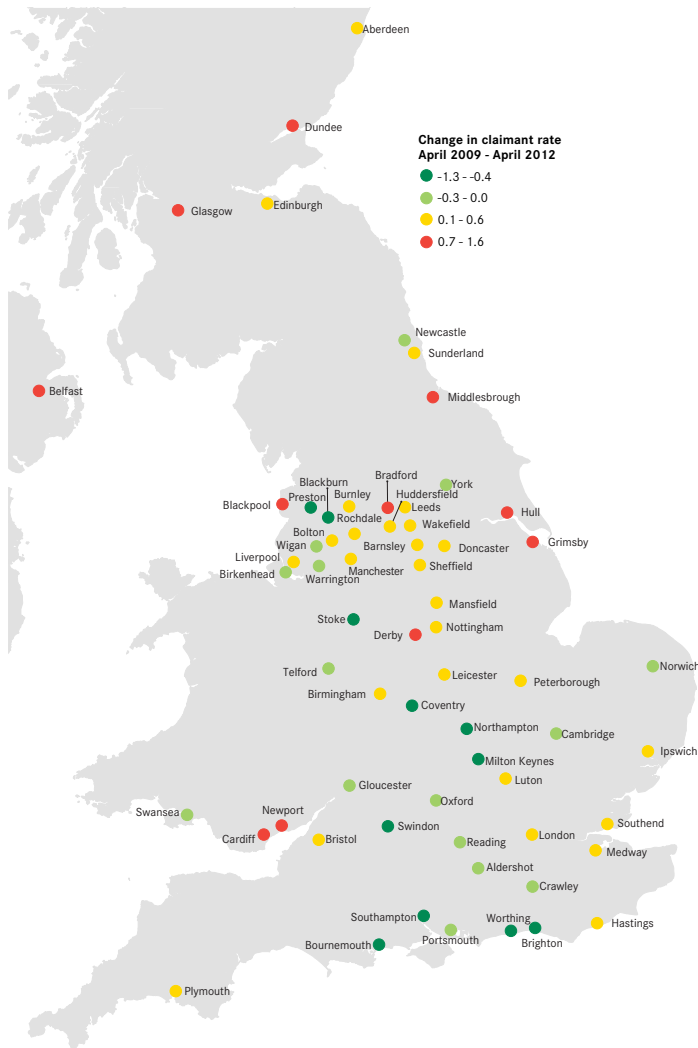 Aberdeen
Dundee
Change in claimant rate
April 2009 - April 2012
-1.3 - -0.4
-0.3 - 0.0
0.1 - 0.6
0.7 - 1.6
Glasgow
Edinburgh
Newcastle
Sunderland
Belfast
Middlesbrough
Bradford
Blackburn
York
Preston
Burnley
Huddersfield
Blackpool
Leeds
Hull
Rochdale
Wakefield
Bolton
Wigan
Barnsley
Doncaster
Grimsby
Liverpool
Sheffield
Birkenhead
Manchester
Warrington
Mansfield
Stoke
Nottingham
Derby
Norwich
Telford
Leicester
Peterborough
Birmingham
Coventry
Northampton
Cambridge
Ipswich
Milton Keynes
Luton
Gloucester
Oxford
Newport
Swansea
Swindon
Southend
Cardiff
Bristol
Reading
London
Medway
Aldershot
Crawley
Southampton
Worthing
Hastings
Portsmouth
Bournemouth
Brighton
Plymouth